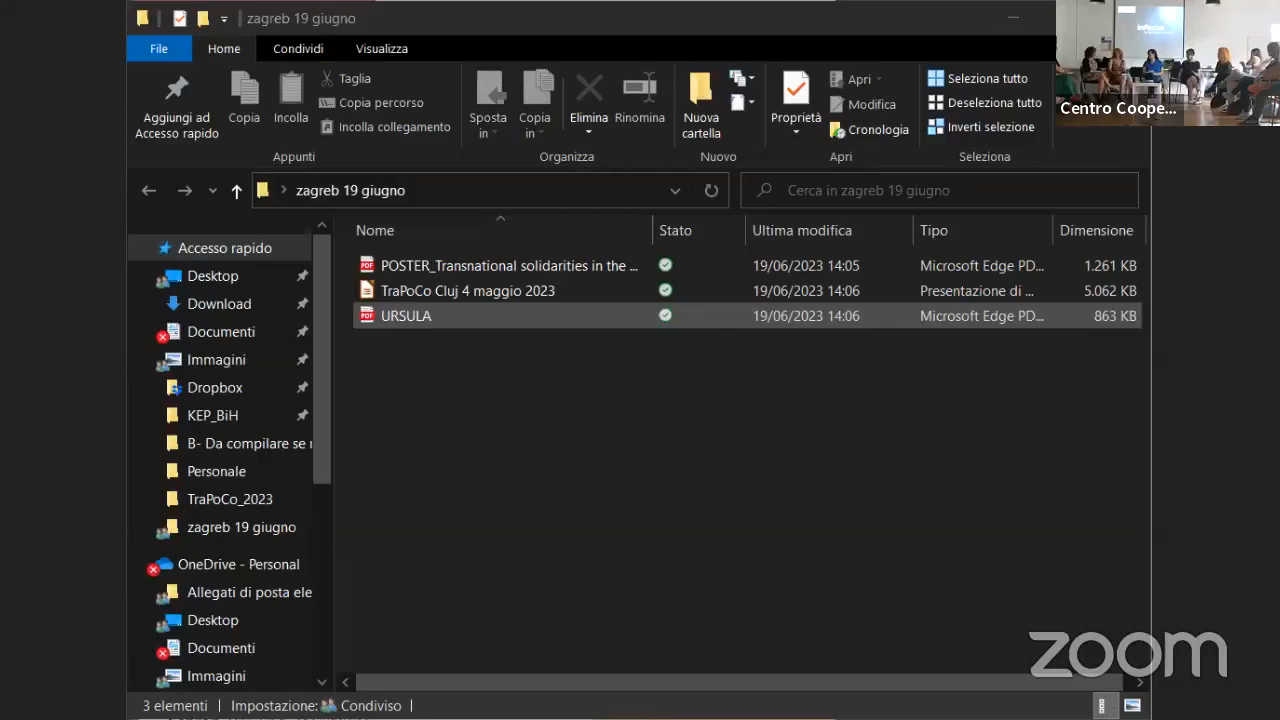 zagreb 19 giugno
File Home Condividi Visualizza
Aggiungi ad Accesso rapido
Copia
Incolla
Taglia
Copia percorso
Incolla collegamento
Appunti
Sposta in
Copia in
Elimina
Rinomina
Organizza
Nuova cartella
Nuovo
Proprietà
Apri
Modifica
Cronologia
Apri
Seleziona tutto
Deseleziona tutto
Inverti selezione
Seleziona
Centro Coope...
zagreb 19 giugno
Cerca in zagreb 19 giugno
Nome Stato Ultima modifica Tipo Dimensione
POSTER_Transnational solidarities in the ... 19/06/2023 14:05 Microsoft Edge PD... 1.261 KB
TraPoCo Cluj 4 maggio 2023 19/06/2023 14:06 Presentazione di ... 5.062 KB
URSULA 19/06/2023 14:06 Microsoft Edge PD... 863 KB
Accesso rapido
Desktop
Download
Documenti
Immagini
Dropbox
KEP_BiH
B- Da compilare se
Personale
TraPoCo_2023
zagreb 19 giugno
OneDrive - Personal
Allegati di posta ele
Desktop
Documenti
Immagini
3 elementi Impostazione: Condiviso
zoom